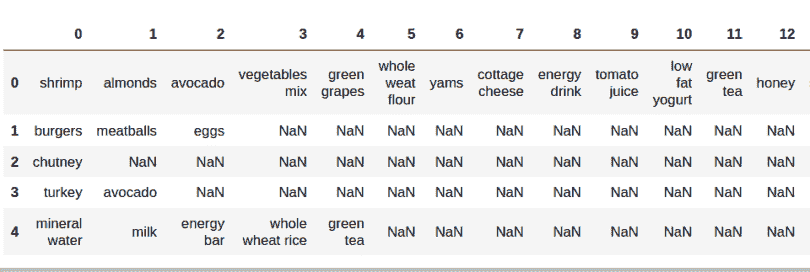 0 1 2 3 4 5 6 7 8 9 10 11 12
0 shrimp almonds avocado vegetables mix green grapes whole weat flour yams cottage cheese energy drink tomato juice low fat yogurt green tea honey
1 burgers meatballs eggs NaN NaN NaN NaN NaN NaN NaN NaN NaN NaN
2 chutney NaN NaN NaN NaN NaN NaN NaN NaN NaN NaN NaN NaN
3 turkey avocado NaN NaN NaN NaN NaN NaN NaN NaN NaN NaN NaN
4 mineral water milk energy bar whole wheat rice green tea NaN NaN NaN NaN NaN NaN NaN NaN